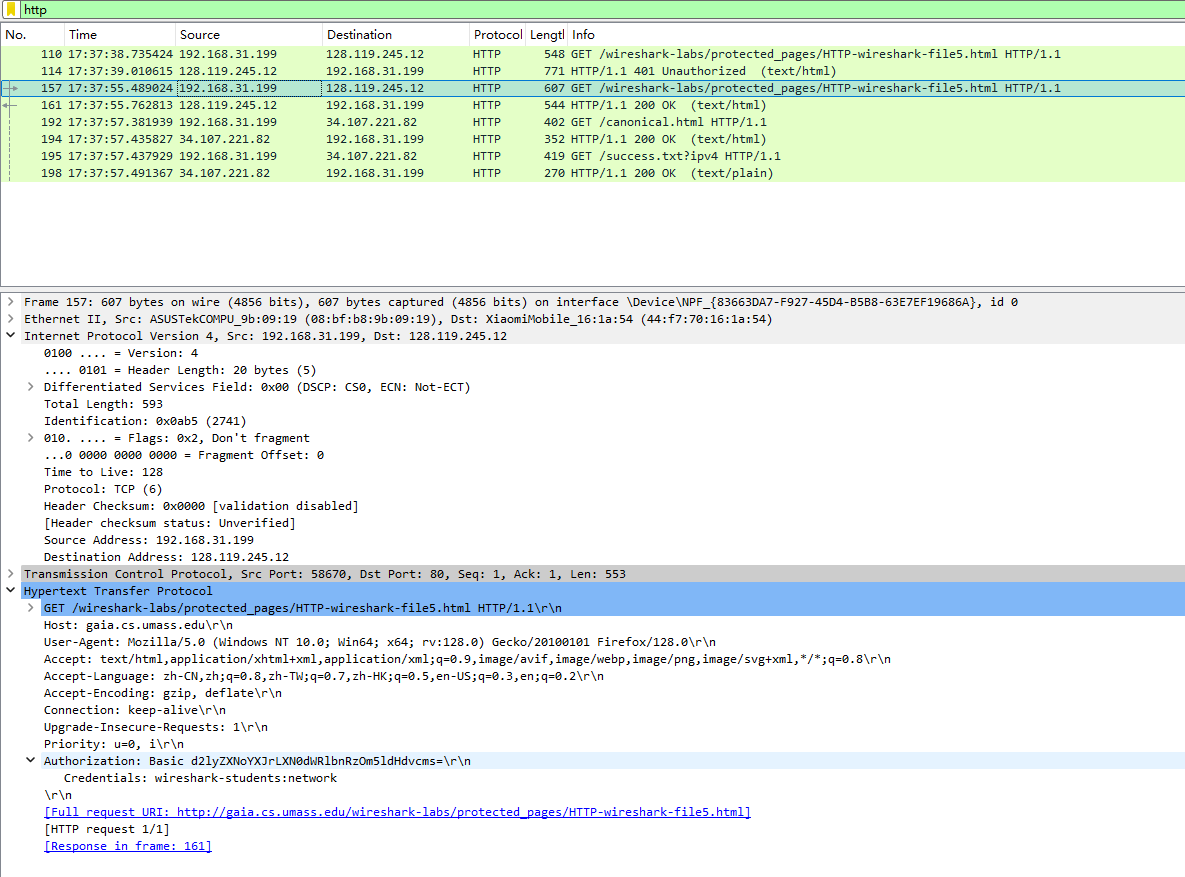 http
No. Time Source Destination Protocol Lengtl Info
110 17:37:38.735424 192.168.31.199 128.119.245.12 HTTP 548 GET /wireshark-labs/protected_pages/HTTP-wireshark-file5.html HTTP/1.1
114 17:37:39.010615 128.119.245.12 192.168.31.199 HTTP 771 HTTP/1.1 401 Unauthorized  (text/html)
157 17:37:55.489024 192.168.31.199 128.119.245.12 HTTP 607 GET /wireshark-labs/protected_pages/HTTP-wireshark-file5.html HTTP/1.1
161 17:37:55.762813 128.119.245.12 192.168.31.199 HTTP 544 HTTP/1.1 200 OK  (text/html)
192 17:37:57.381939 192.168.31.199 34.107.221.82 HTTP 402 GET /canonical.html HTTP/1.1
194 17:37:57.435827 34.107.221.82 192.168.31.199 HTTP 352 HTTP/1.1 200 OK  (text/html)
195 17:37:57.437929 192.168.31.199 34.107.221.82 HTTP 419 GET /success.txt?ipv4 HTTP/1.1
198 17:37:57.491367 34.107.221.82 192.168.31.199 HTTP 270 HTTP/1.1 200 OK  (text/plain)
Frame 157: 607 bytes on wire (4856 bits), 607 bytes captured (4856 bits) on interface \Device\NPF_{83663DA7-F927-45D4-B5B8-63E7EF19686A}, id 0
Ethernet II, Src: ASUSTekCOMPU_9b:09:19 (08:bf:b8:9b:09:19), Dst: XiaomiMobile_16:1a:54 (44:f7:70:16:1a:54)
Internet Protocol Version 4, Src: 192.168.31.199, Dst: 128.119.245.12
0100 .... = Version: 4
.... 0101 = Header Length: 20 bytes (5)
Differentiated Services Field: 0x00 (DSCP: CS0, ECN: Not-ECT)
Total Length: 593
Identification: 0x0ab5 (2741)
010. .... = Flags: 0x2, Don't fragment
...0 0000 0000 0000 = Fragment Offset: 0
Time to Live: 128
Protocol: TCP (6)
Header Checksum: 0x0000 [validation disabled]
[Header checksum status: Unverified]
Source Address: 192.168.31.199
Destination Address: 128.119.245.12
Transmission Control Protocol, Src Port: 58670, Dst Port: 80, Seq: 1, Ack: 1, Len: 553
Hypertext Transfer Protocol
GET /wireshark-labs/protected_pages/HTTP-wireshark-file5.html HTTP/1.1\r\n
Host: gaia.cs.umass.edu\r\n
User-Agent: Mozilla/5.0 (Windows NT 10.0; Win64; x64; rv:128.0) Gecko/20100101 Firefox/128.0\r\n
Accept: text/html,application/xhtml+xml,application/xml;q=0.9,image/avif,image/webp,image/png,image/svg+xml,*/*;q=0.8\r\n
Accept-Language: zh-CN,zh;q=0.8,zh-TW;q=0.7,zh-HK;q=0.5,en-US;q=0.3,en;q=0.2\r\n
Accept-Encoding: gzip, deflate\r\n
Connection: keep-alive\r\n
Upgrade-Insecure-Requests: 1\r\n
Priority: u=0, i\r\n
Authorization: Basic d2lyZXNoYXJrLXN0dWRlbnRzOm5ldHdvcms=\r\n
Credentials: wireshark-students:network
\r\n
[Full request URI: http://gaia.cs.umass.edu/wireshark-labs/protected_pages/HTTP-wireshark-file5.html]
[HTTP request 1/1]
[Response in frame: 161]